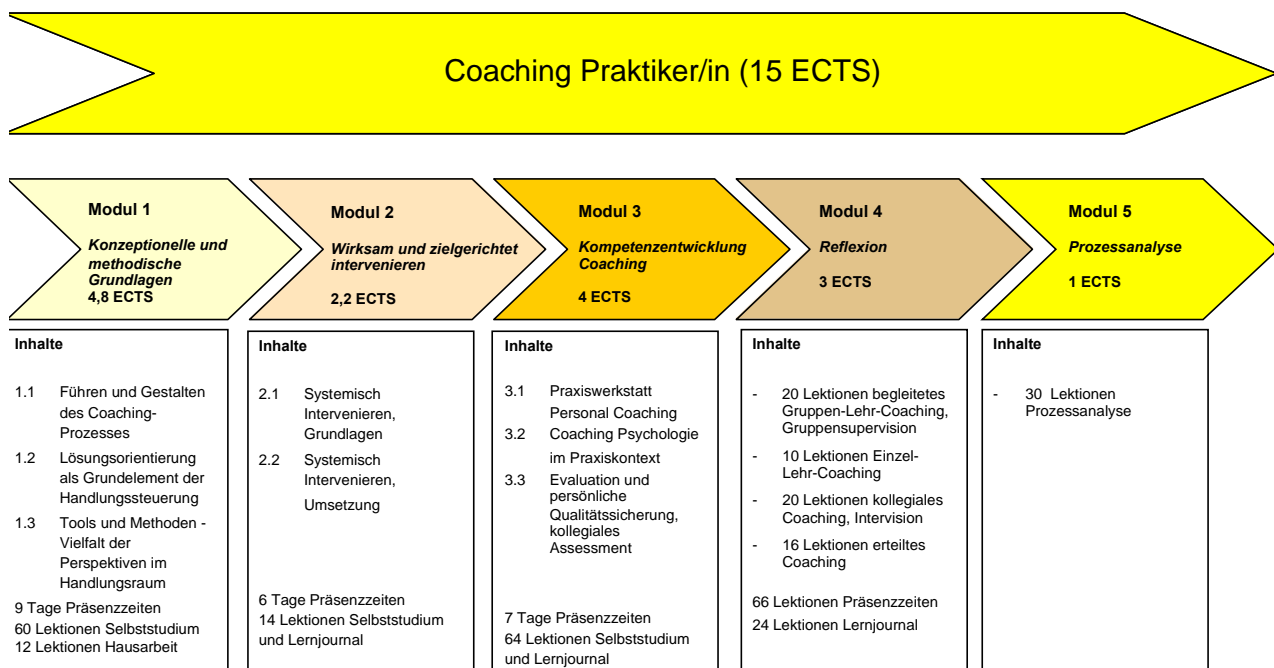 Coaching Praktiker/in (15 ECTS)
Modul 1
Konzeptionelle und
methodische
Grundlagen
4,8 ECTS
Modul 2
Wirksam und zielgerichtet
intervenieren
2,2 ECTS
Modul 3
Kompetenzentwicklung
Coaching
4 ECTS
Modul 4
Reflexion
3 ECTS
Modul 5
Prozessanalyse
1 ECTS
Inhalte
1.1 Führen und Gestalten
des Coaching-
Prozesses
1.2 Lösungsorientierung
als Grundelement der
Handlungssteuerung
1.3 Tools und Methoden -
Vielfalt der
Perspektiven im
Handlungsraum
9 Tage Präsenzzeiten
60 Lektionen Selbststudium
12 Lektionen Hausarbeit
Inhalte
2.1 Systemisch
Intervenieren,
Grundlagen
2.2 Systemisch
Intervenieren,
Umsetzung
6 Tage Präsenzzeiten
14 Lektionen Selbststudium
und Lernjournal
Inhalte
3.1 Praxiswerkstatt
Personal Coaching
3.2 Coaching Psychologie
im Praxiskontext
3.3 Evaluation und
persönliche
Qualitätssicherung,
kollegiales
Assessment
7 Tage Präsenzzeiten
64 Lektionen Selbststudium
und Lernjournal
Inhalte
- 20 Lektionen begleitetes
Gruppen-Lehr-Coaching,
Gruppensupervision
- 10 Lektionen Einzel-
Lehr-Coaching
- 20 Lektionen kollegiales
Coaching, Intervision
- 16 Lektionen erteiltes
Coaching
66 Lektionen Präsenzzeiten
24 Lektionen Lernjournal
Inhalte
- 30 Lektionen
Prozessanalyse